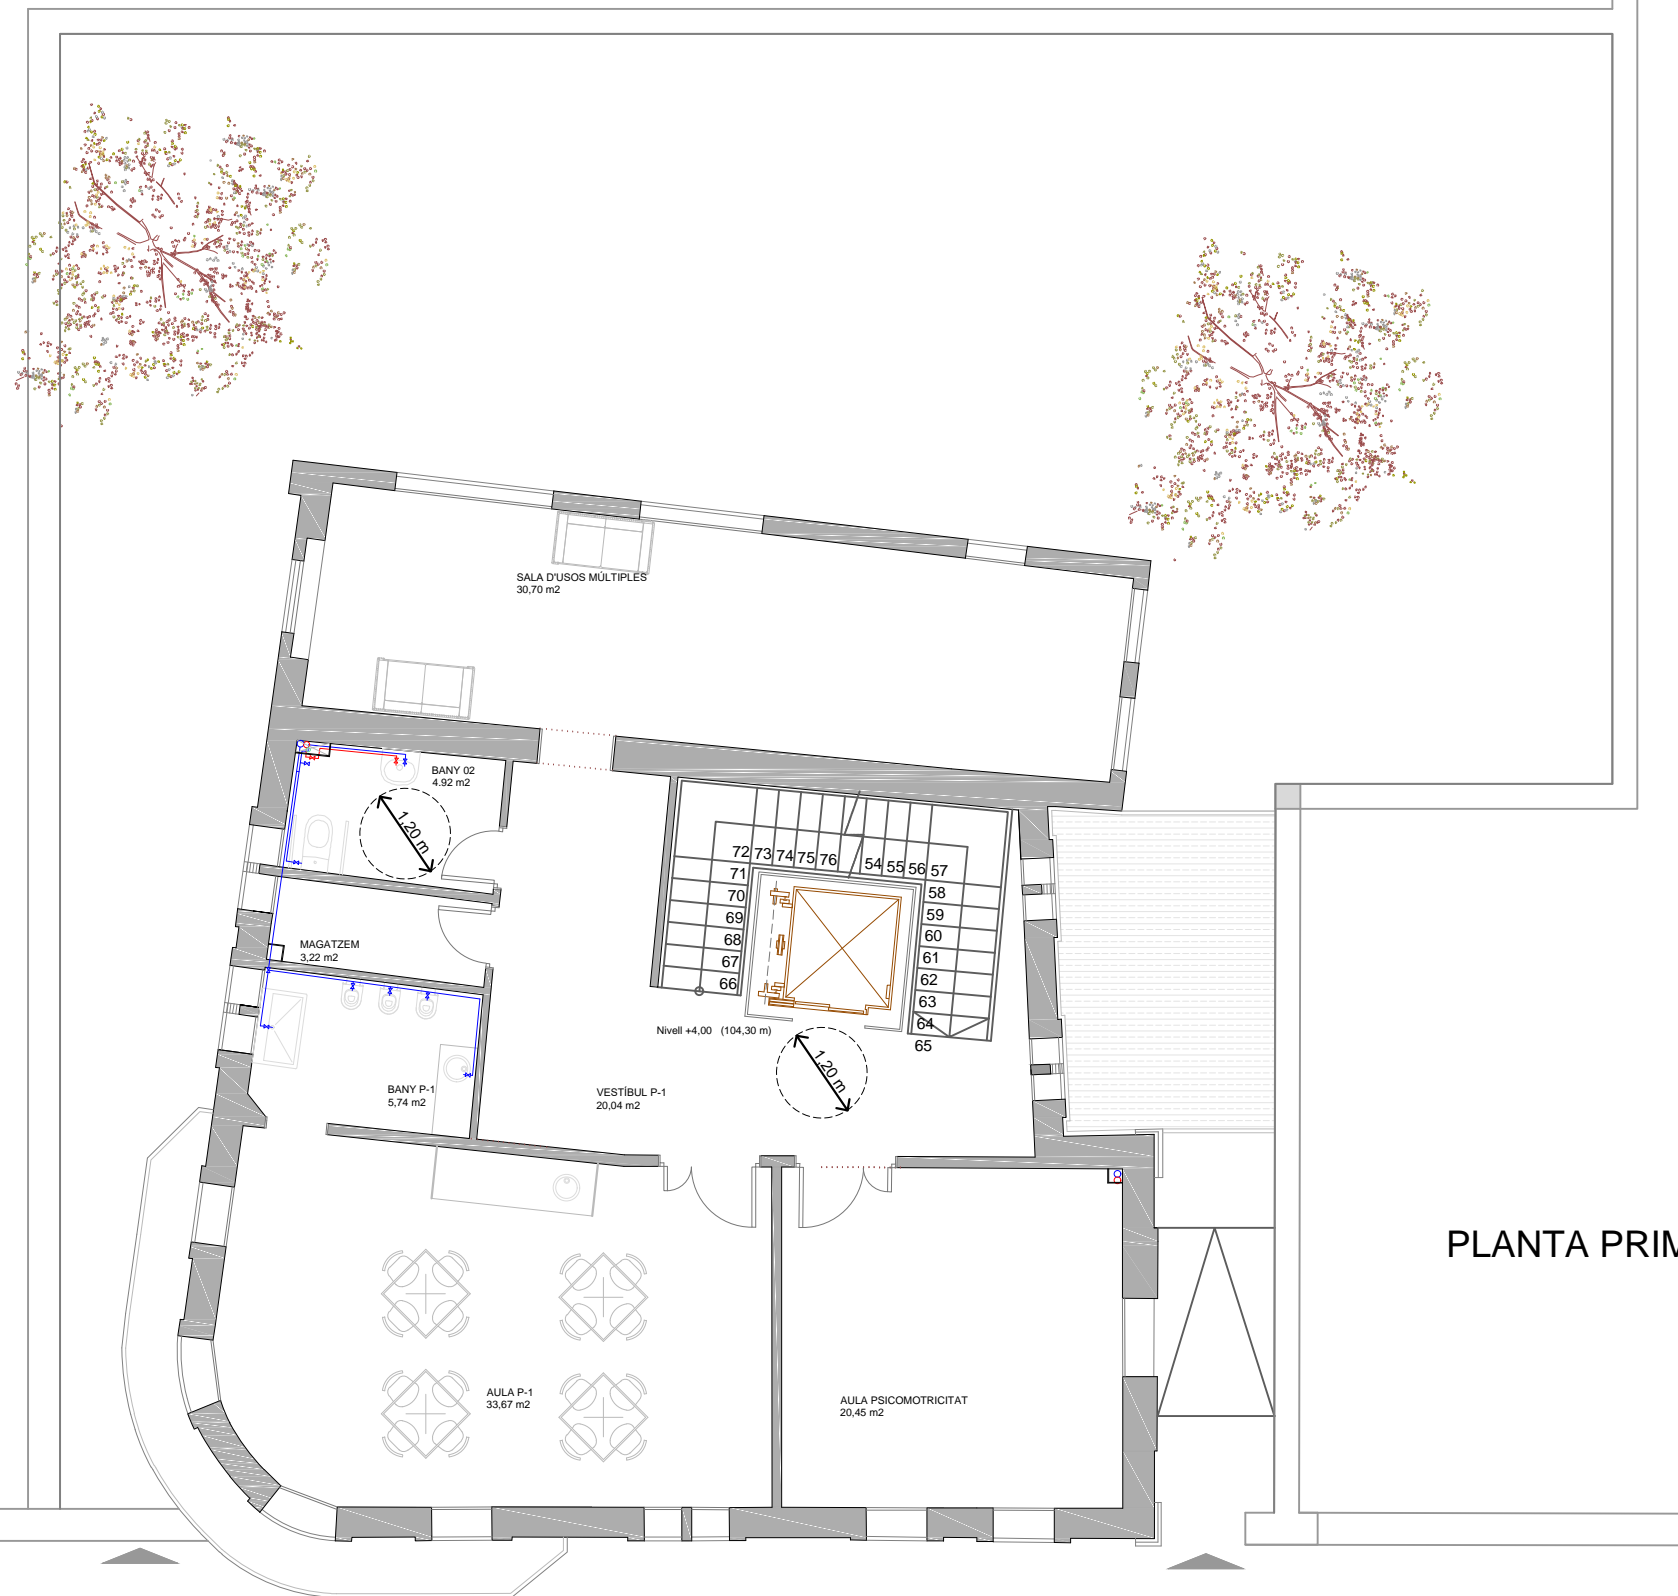 SALA D'USOS MÚLTIPLES
30,70 m2
BANY 02
4.92 m2
1,20 m
72 73 74 75 76 54 55 56 57
71 58
70 59
69 60
68 61
67 62
66 63
64
65
MAGATZEM
3,22 m2
Nivell +4,00 (104,30 m)
1,20 m
BANY P-1
5,74 m2
VESTÍBUL P-1
20,04 m2
PLANTA PRIM
AULA P-1
33,67 m2
AULA PSICOMOTRICITAT
20,45 m2